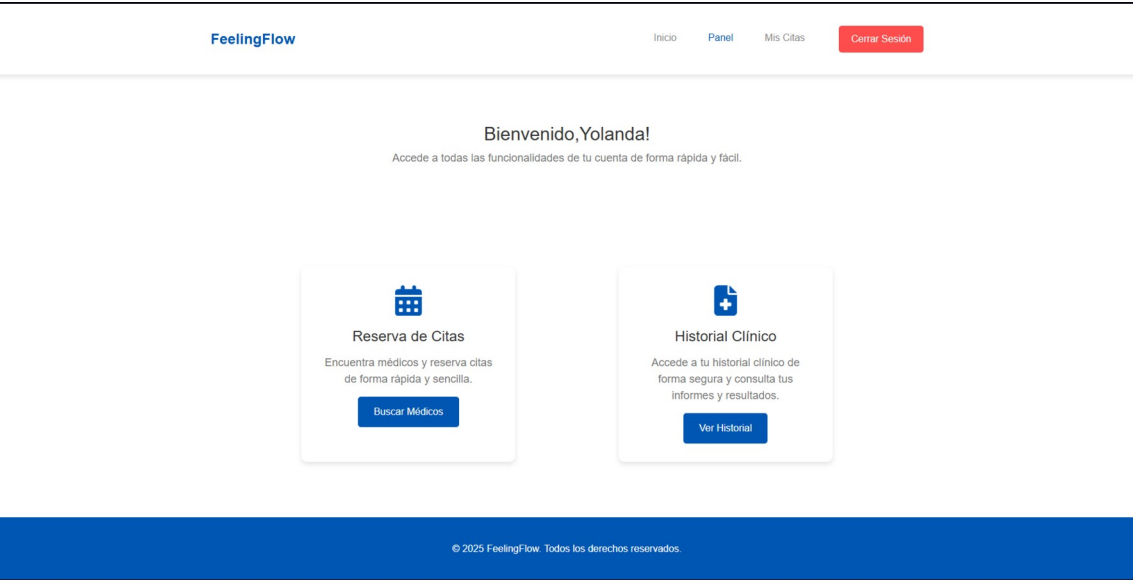 FeelingFlow
Inicio Panel Mis Citas Cerrar Sesión
Bienvenido,Yolanda!
Accede a todas las funcionalidades de tu cuenta de forma rápida y fácil.
Reserva de Citas
Encuentra médicos y reserva citas
de forma rápida y sencilla.
Buscar Médicos
Historial Clínico
Accede a tu historial clínico de
forma segura y consulta tus
informes y resultados.
Ver Historial
© 2025 FeelingFlow. Todos los derechos reservados.